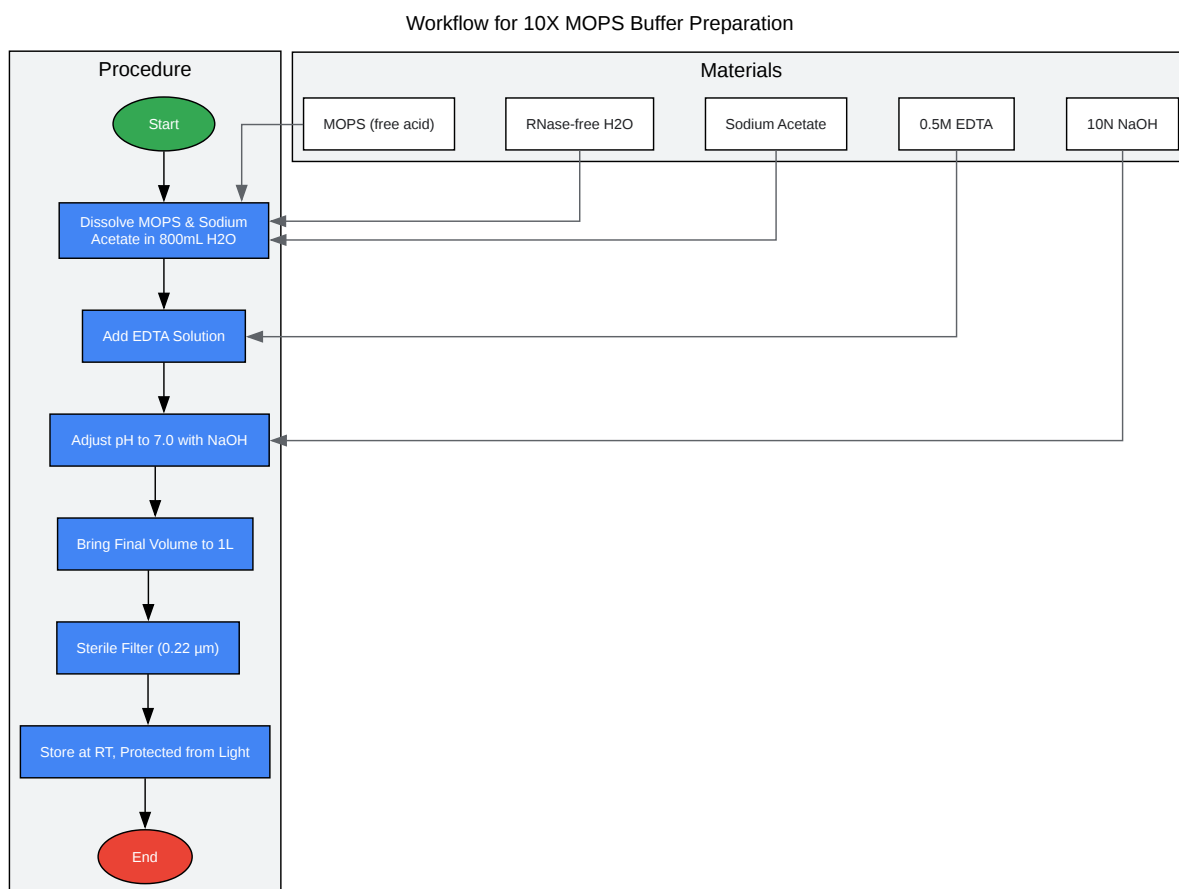 Workflow for 10X MOPS Buffer Preparation
Procedure
Materials
Start
MOPS (free acid)
RNase-free H2O
Sodium Acetate
0.5M EDTA
10N NaOH
Dissolve MOPS & Sodium
Acetate in 800mL H2O
Add EDTA Solution
Adjust pH to 7.0 with NaOH
Bring Final Volume to 1L
Sterile Filter (0.22 µm)
Store at RT, Protected from Light
End